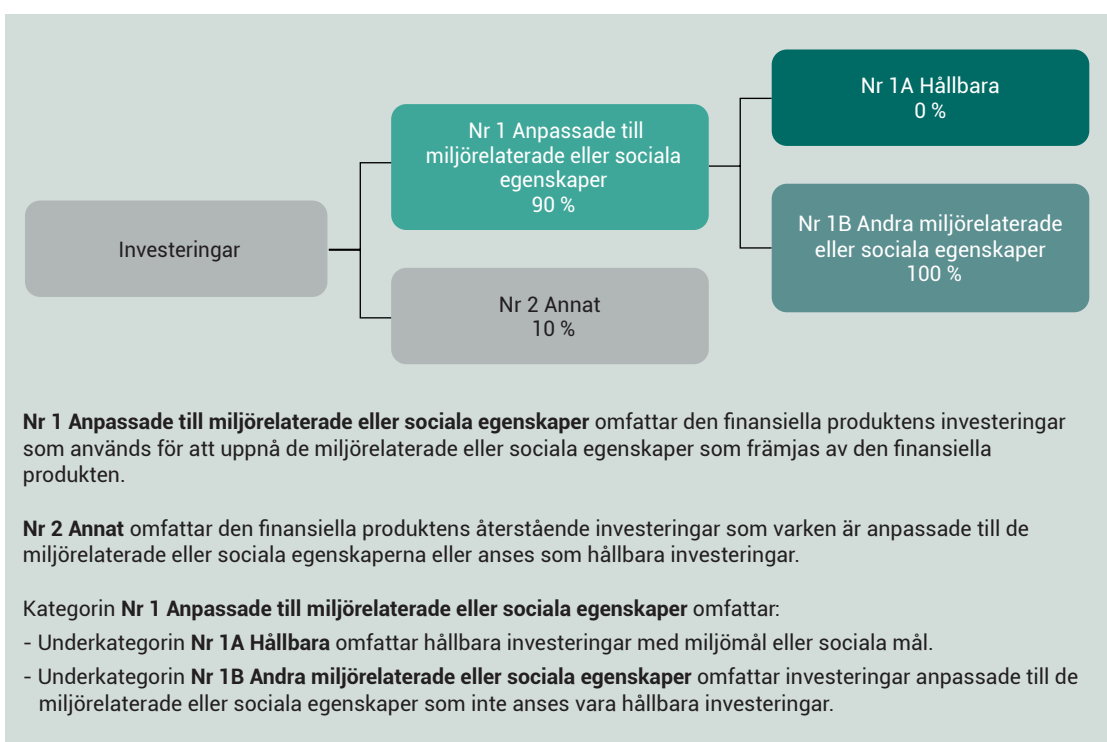 Investeringar
Nr 1 Anpassade till
miljörelaterade eller sociala
egenskaper
90 %
Nr 2 Annat
10 %
Nr 1A Hållbara
0 %
Nr 1B Andra miljörelaterade
eller sociala egenskaper
100 %
Nr 1 Anpassade till miljörelaterade eller sociala egenskaper omfattar den finansiella produktens investeringar
som används för att uppnå de miljörelaterade eller sociala egenskaper som främjas av den finansiella
produkten.
Nr 2 Annat omfattar den finansiella produktens återstående investeringar som varken är anpassade till de
miljörelaterade eller sociala egenskaperna eller anses som hållbara investeringar.
Kategorin Nr 1 Anpassade till miljörelaterade eller sociala egenskaper omfattar:
- Underkategorin Nr 1A Hållbara omfattar hållbara investeringar med miljömål eller sociala mål.
- Underkategorin Nr 1B Andra miljörelaterade eller sociala egenskaper omfattar investeringar anpassade till de
miljörelaterade eller sociala egenskaper som inte anses vara hållbara investeringar.